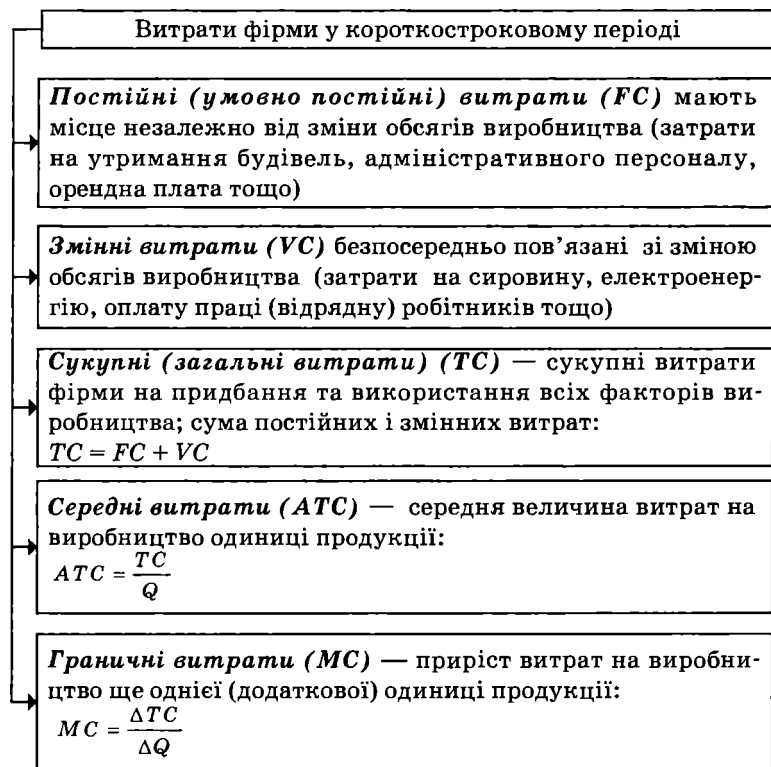 Витрати фірми у короткостроковому періоді
Постійні (умовно постійні) витрати (FC) мають
місце незалежно від зміни обсягів виробництва (затрати
на утримання будівель, адміністративного персоналу,
орендна плата тощо)
Змінні витрати (VC) безпосередньо пов’язані зі зміною
обсягів виробництва (затрати на сировину, електроенер-
гію, оплату праці (відрядну) робітників тощо)
Сукупні (загальні витрати) (TC) — сукупні витрати
фірми на придбання та використання всіх факторів ви-
робництва; сума постійних і змінних витрат:
TC = FC + VC
Середні витрати (ATC) — середня величина витрат на
виробництво одиниці продукції:
ATC = TC / Q
Граничні витрати (MC) — приріст витрат на виробни-
цтво ще однієї (додаткової) одиниці продукції:
MC = ΔTC / ΔQ